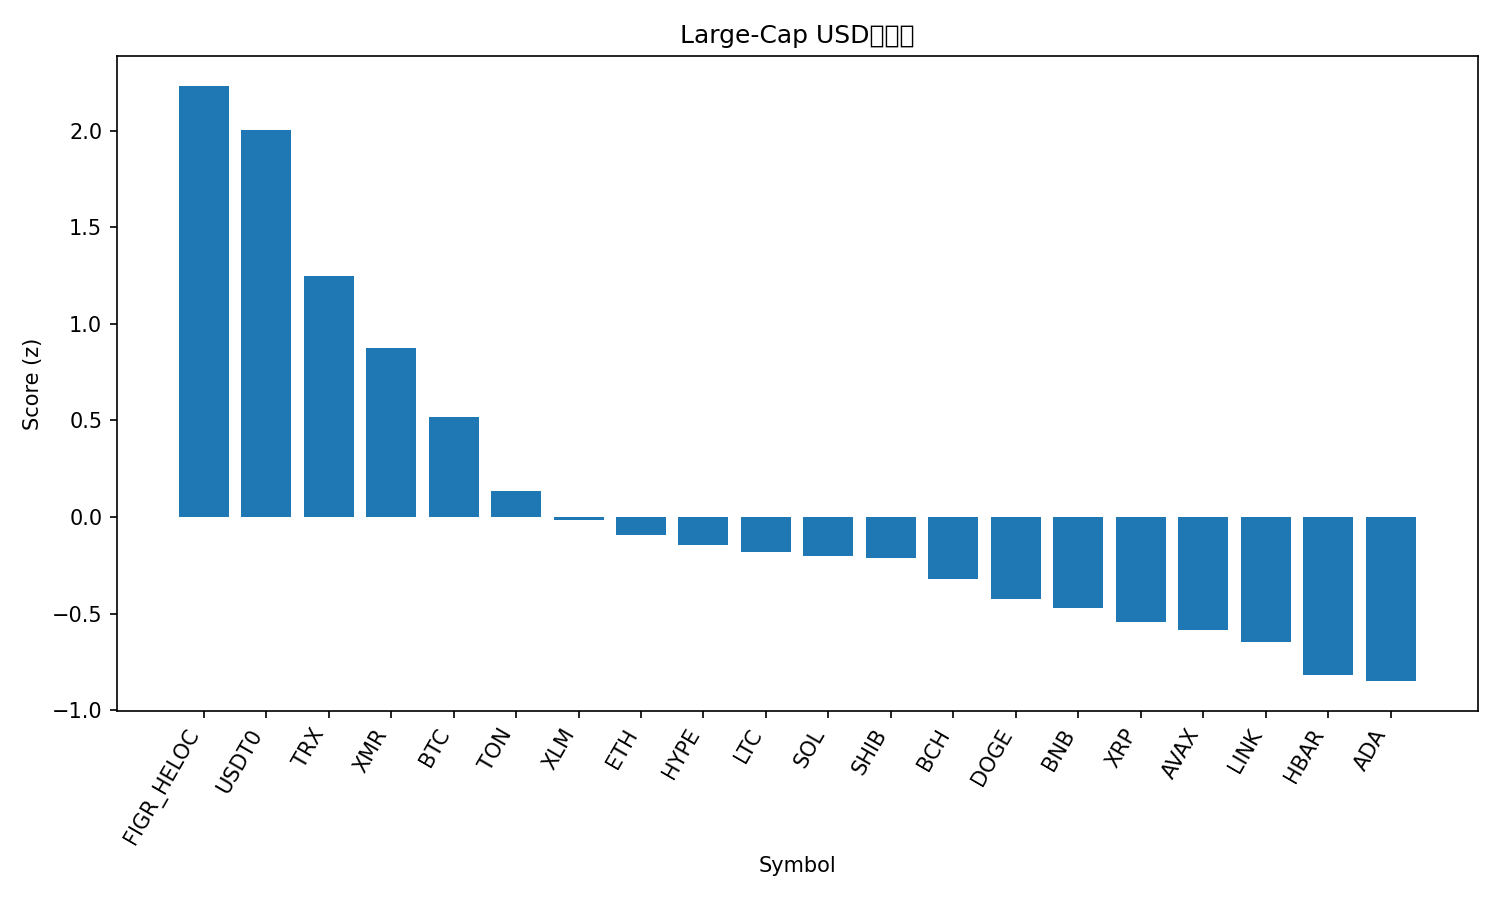 Large-Cap USD
Score (z)
2.0
1.5
1.0
0.5
0.0
−0.5
−1.0
FIGR_HELOC
USDT0
TRX
XMR
BTC
TON
XLM
ETH
HYPE
LTC
SOL
SHIB
BCH
DOGE
BNB
XRP
AVAX
LINK
HBAR
ADA
Symbol